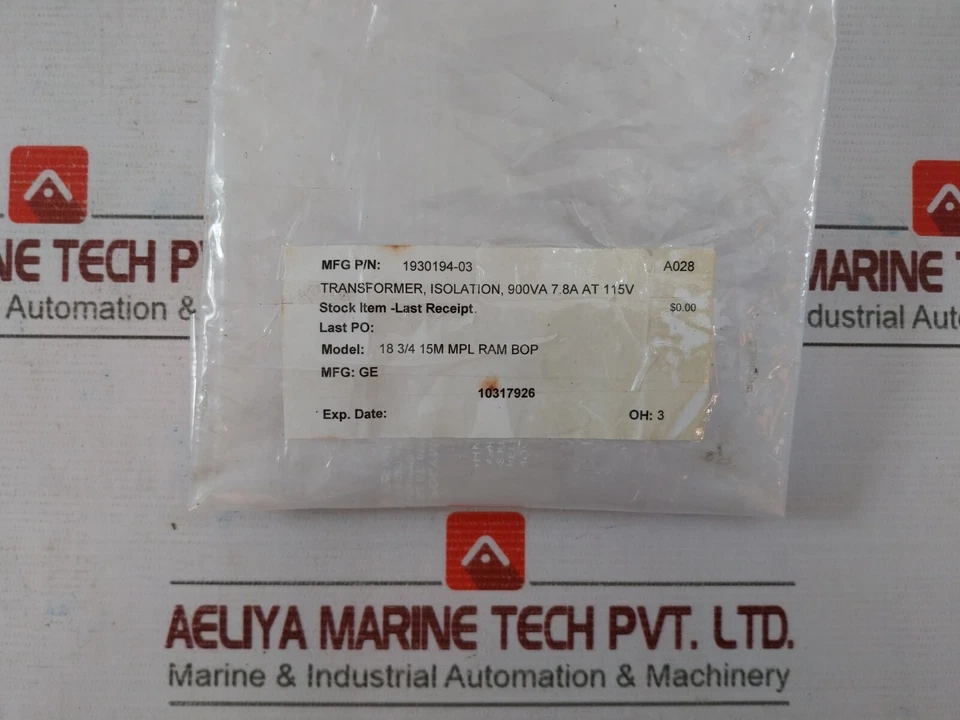 MFG P/N: 1930194-03 A028
TRANSFORMER, ISOLATION, 900VA 7.8A AT 115V
Stock Item -Last Receipt. $0.00
Last PO:
Model: 18 3/4 15M MPL RAM BOP
MFG: GE
10317926
Exp. Date: OH: 3
NE TECH PV
Automation &
MARINE T
dustrial Auto
AELIYA MARINE TECH PVT. LTD.
Marine & Industrial Automation & Machinery